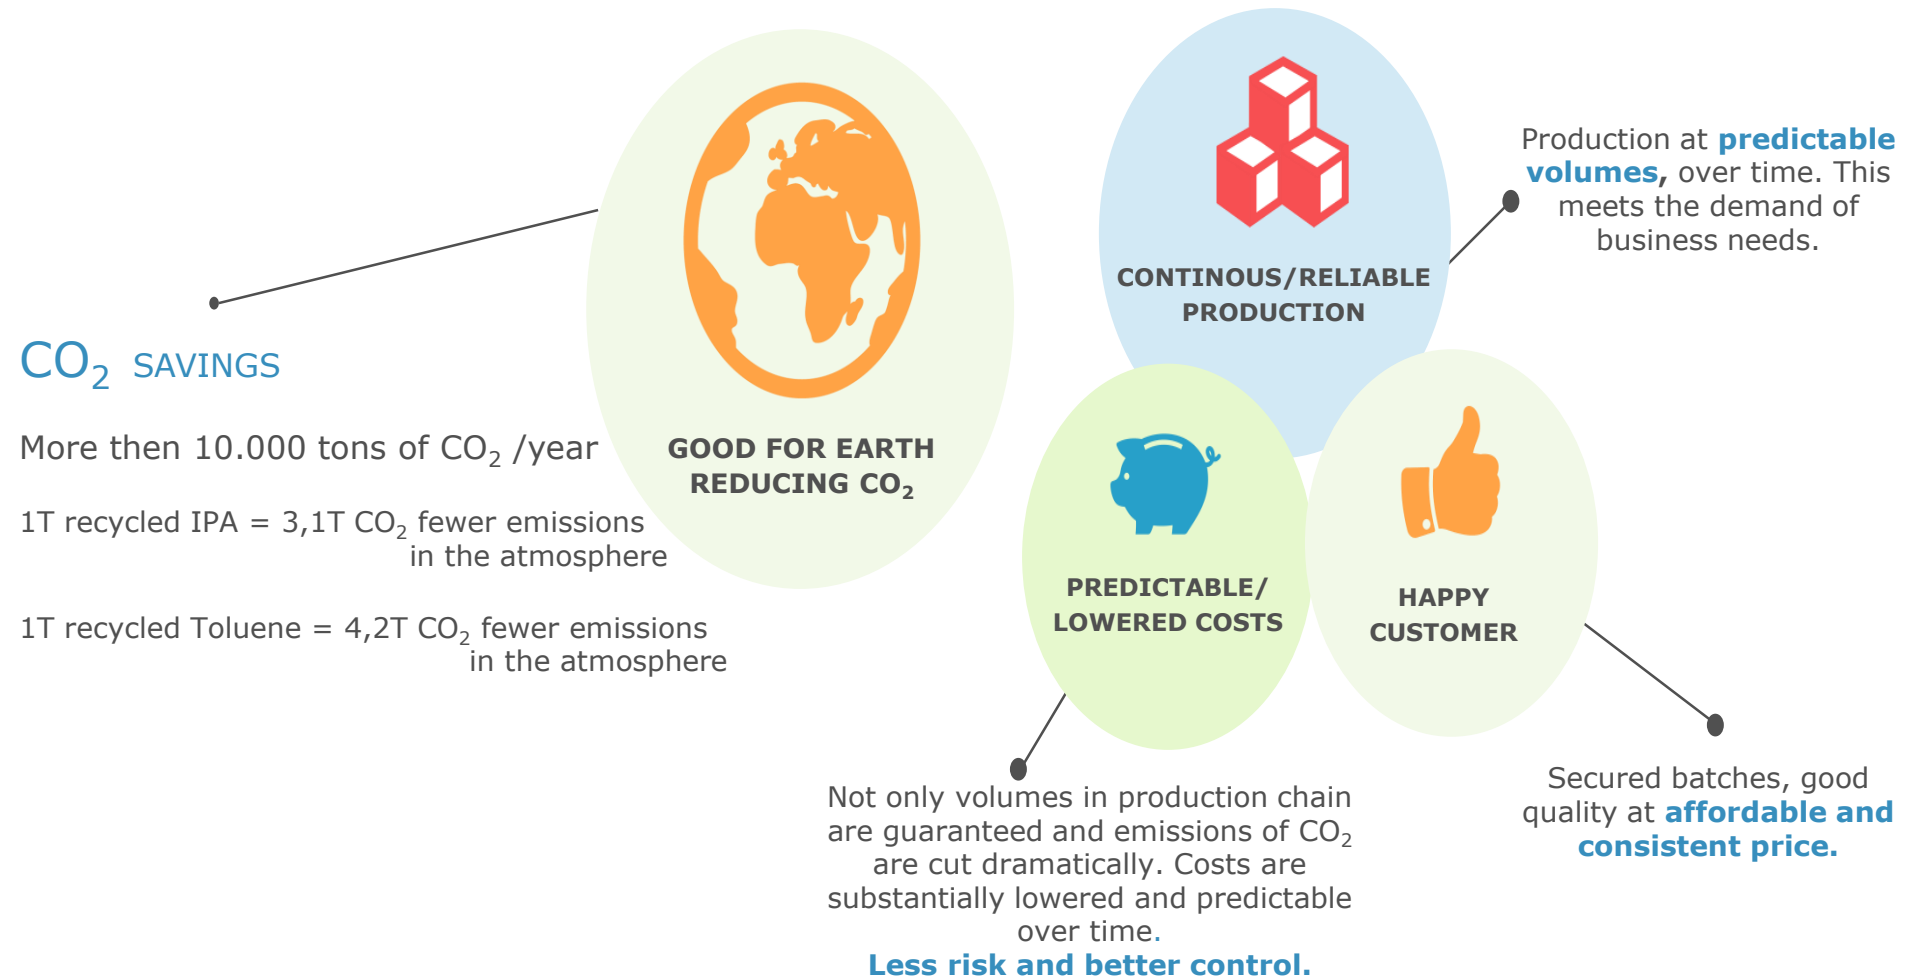 CO₂ SAVINGS
More then 10.000 tons of CO₂ /year
1T recycled IPA = 3,1T CO₂ fewer emissions
in the atmosphere
1T recycled Toluene = 4,2T CO₂ fewer emissions
in the atmosphere
GOOD FOR EARTH
REDUCING CO₂
CONTINOUS/RELIABLE
PRODUCTION
Production at predictable
volumes, over time. This
meets the demand of
business needs.
PREDICTABLE/
LOWERED COSTS
HAPPY
CUSTOMER
Not only volumes in production chain
are guaranteed and emissions of CO₂
are cut dramatically. Costs are
substantially lowered and predictable
over time.
Less risk and better control.
Secured batches, good
quality at affordable and
consistent price.